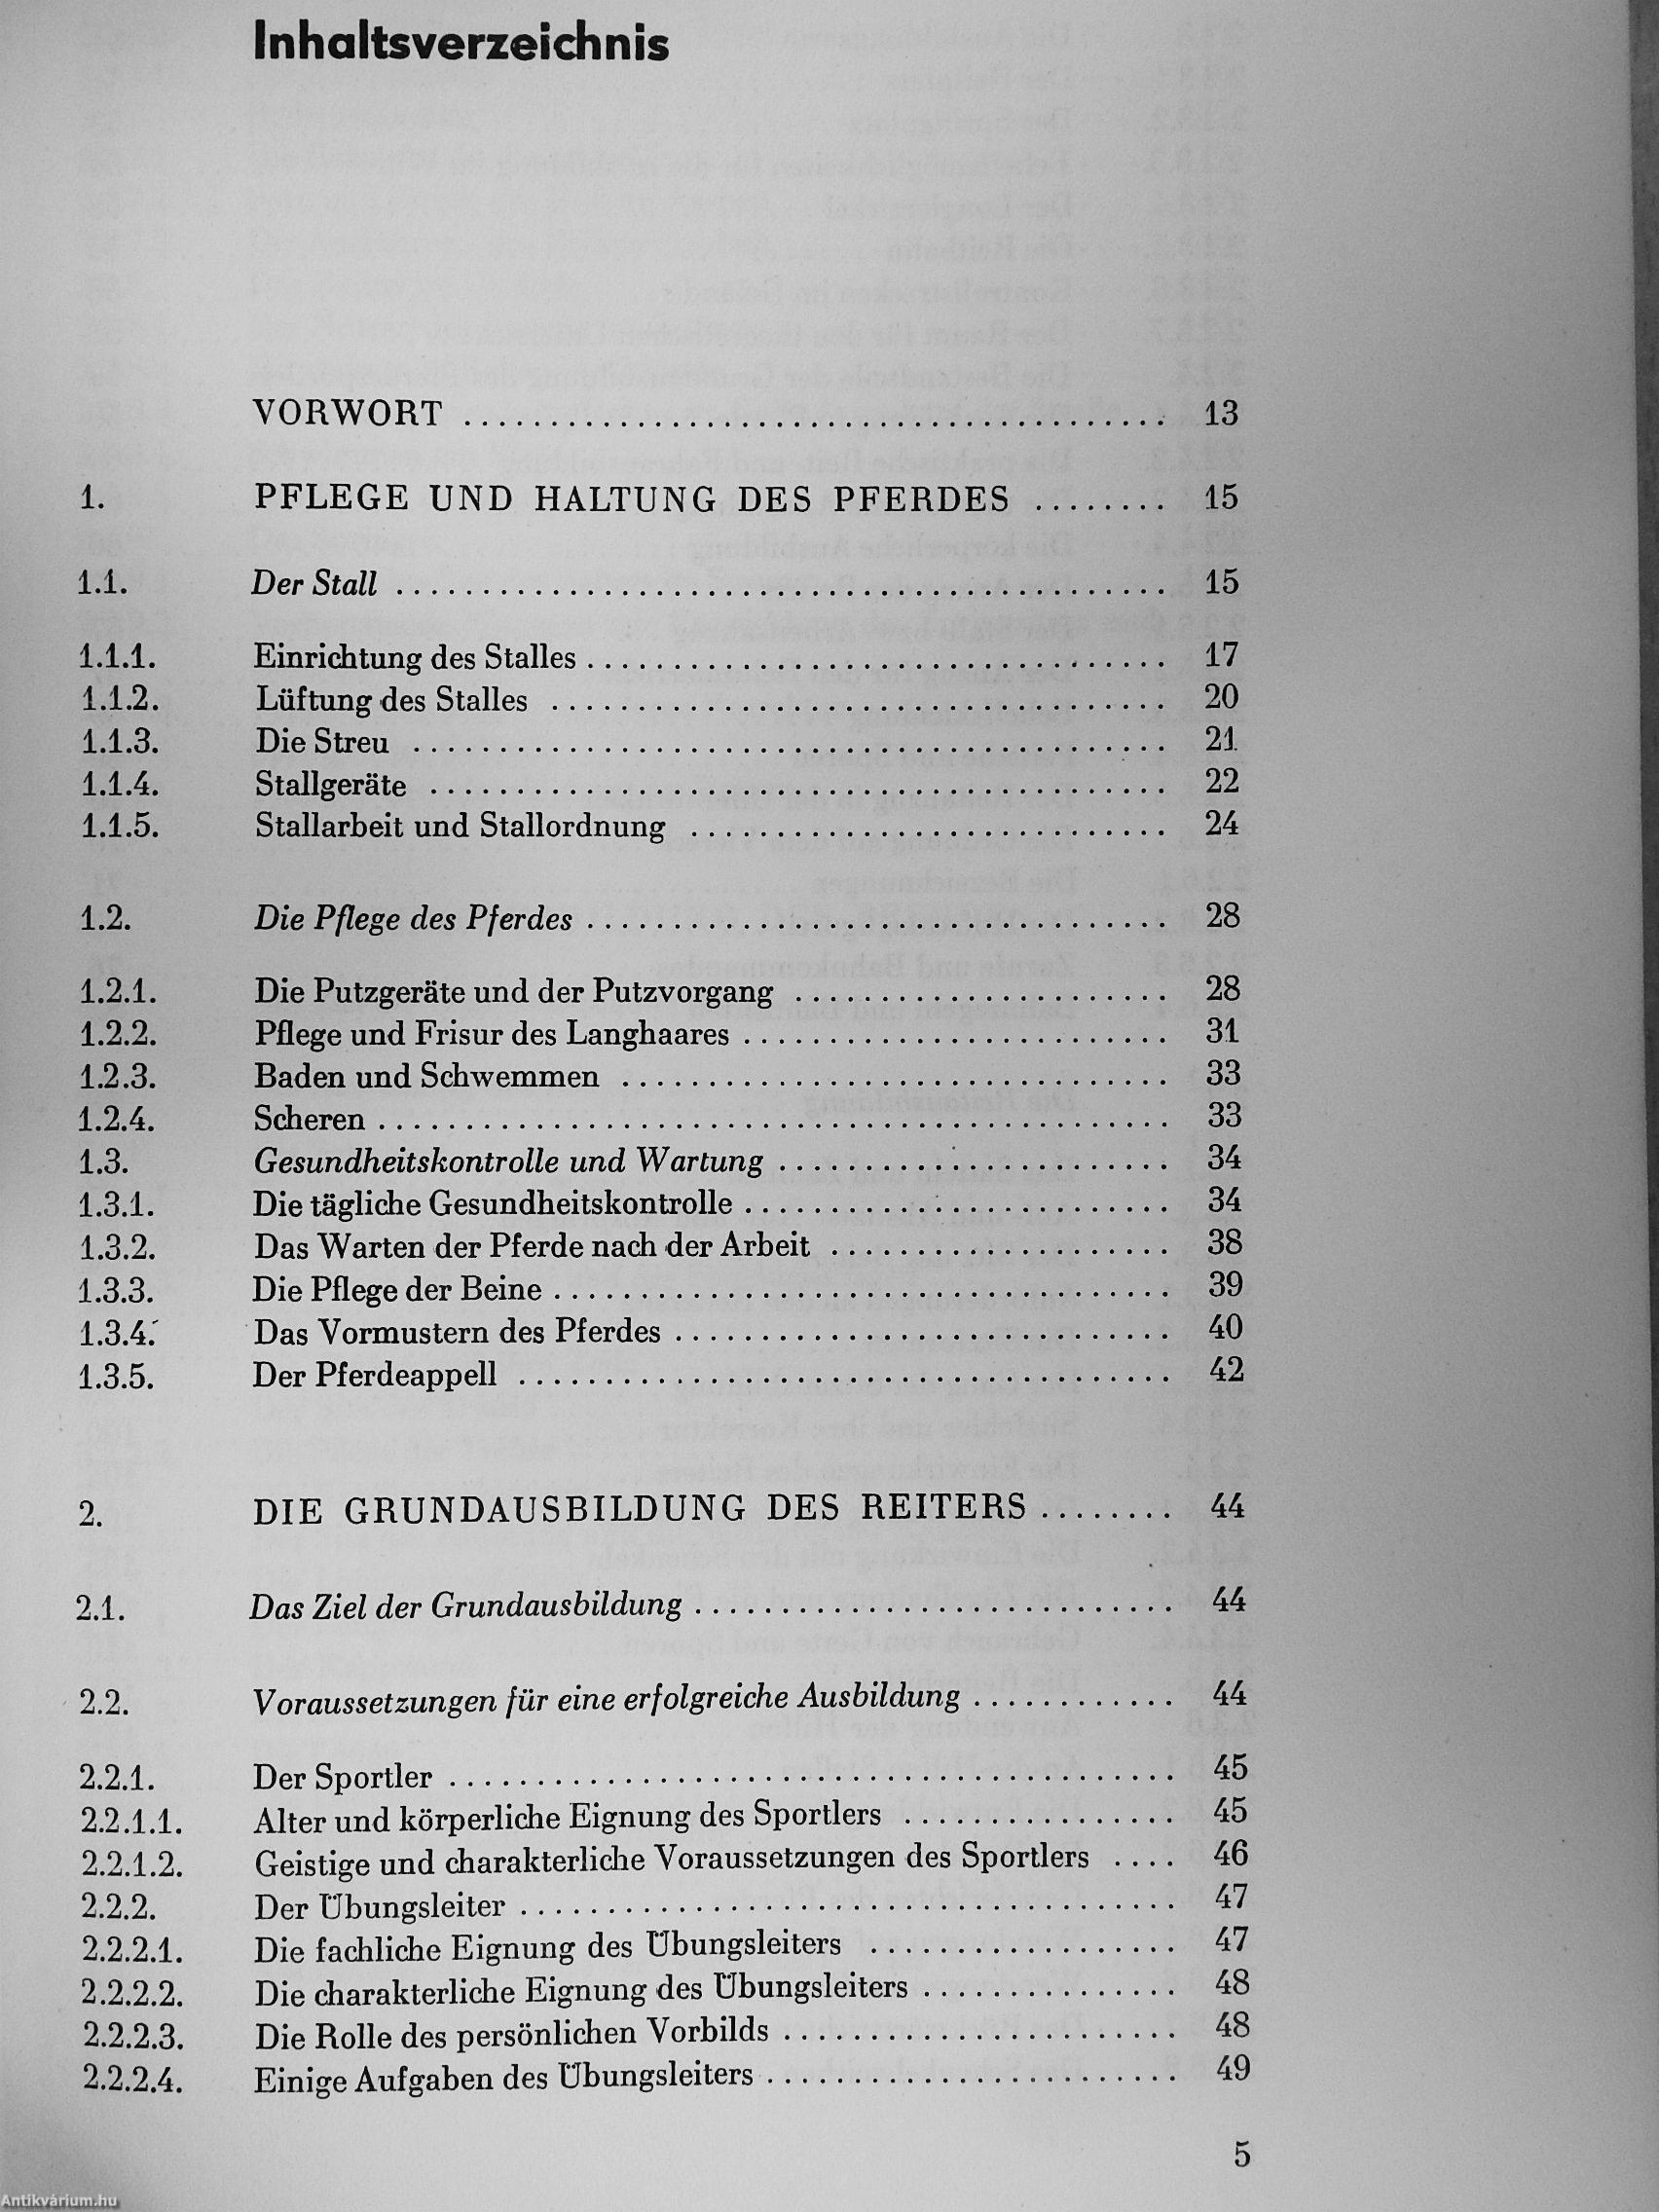 Inhaltsverzeichnis
VORWORT ........................................ 13
1. PFLEGE UND HALTUNG DES PFERDES ........ 15
1.1. Der Stall ............................................. 15
1.1.1. Einrichtung des Stalles .................................. 17
1.1.2. Lüftung des Stalles .................................... 20
1.1.3. Die Streu ............................................ 21
1.1.4. Stallgeräte ........................................... 22
1.1.5. Stallarbeit und Stallordnung ............................ 24
1.2. Die Pflege des Pferdes .................................. 28
1.2.1. Die Putzgeräte und der Putzvorgang ...................... 28
1.2.2. Pflege und Frisur des Langhaares ......................... 31
1.2.3. Baden und Schwemmen ................................ 33
1.2.4. Scheren .............................................. 33
1.3. Gesundheitskontrolle und Wartung ....................... 34
1.3.1. Die tägliche Gesundheitskontrolle ......................... 34
1.3.2. Das Warten der Pferde nach der Arbeit .................... 38
1.3.3. Die Pflege der Beine .................................... 39
1.3.4. Das Vormustern des Pferdes ............................. 40
1.3.5. Der Pferdeappell ...................................... 42
2. DIE GRUNDAUSBILDUNG DES REITERS ........ 44
2.1. Das Ziel der Grundausbildung ............................ 44
2.2. Voraussetzungen für eine erfolgreiche Ausbildung ............ 44
2.2.1. Der Sportler .......................................... 45
2.2.1.1. Alter und körperliche Eignung des Sportlers ................ 45
2.2.1.2. Geistige und charakterliche Voraussetzungen des Sportlers .... 46
2.2.2. Der Übungsleiter ...................................... 47
2.2.2.1. Die fachliche Eignung des Übungsleiters .................. 47
2.2.2.2. Die charakterliche Eignung des Übungsleiters ............... 48
2.2.2.3. Die Rolle des persönlichen Vorbilds ....................... 48
2.2.2.4. Einige Aufgaben des Übungsleiters ........................ 49
5
Antikvárium.hu